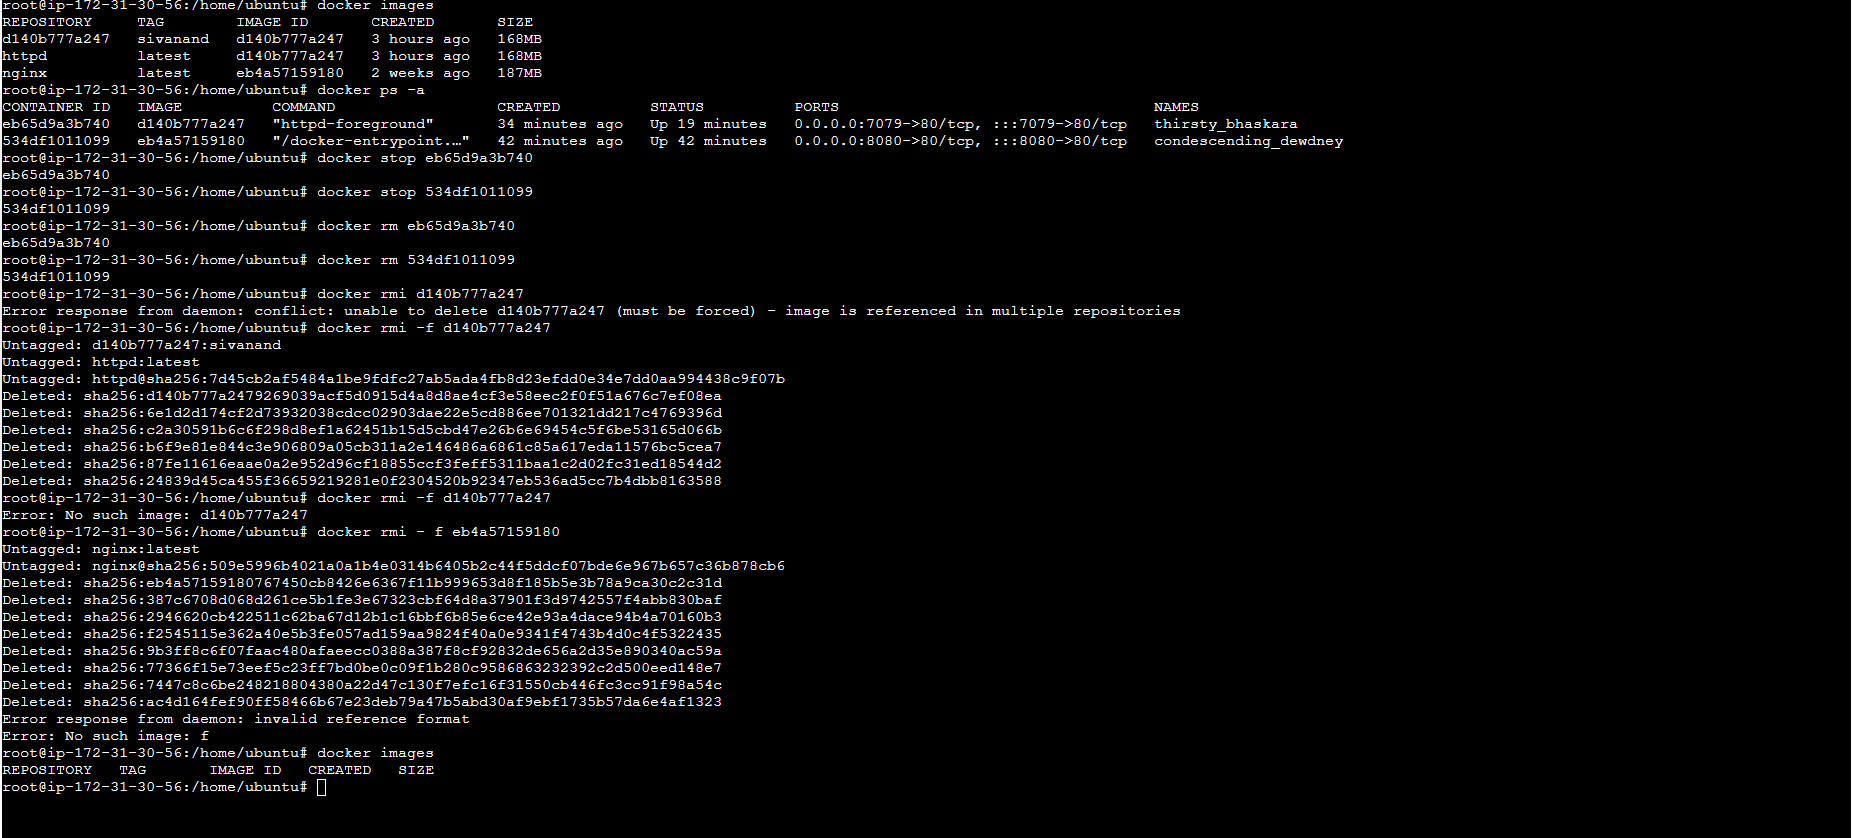 root@ip-172-31-30-56:/home/ubuntu# docker images
REPOSITORY     TAG        IMAGE ID       CREATED       SIZE
d140b777a247   sivanand   d140b777a247   3 hours ago   168MB
httpd          latest     d140b777a247   3 hours ago   168MB
nginx          latest     eb4a57159180   2 weeks ago   187MB
root@ip-172-31-30-56:/home/ubuntu# docker ps -a
CONTAINER ID   IMAGE          COMMAND                  CREATED          STATUS          PORTS                                   NAMES
eb65d9a3b740   d140b777a247   "httpd-foreground"       34 minutes ago   Up 19 minutes   0.0.0.0:7079->80/tcp, :::7079->80/tcp   thirsty_bhaskara
534df1011099   eb4a57159180   "/docker-entrypoint.…"   42 minutes ago   Up 42 minutes   0.0.0.0:8080->80/tcp, :::8080->80/tcp   condescending_dewdney
root@ip-172-31-30-56:/home/ubuntu# docker stop eb65d9a3b740
eb65d9a3b740
root@ip-172-31-30-56:/home/ubuntu# docker stop 534df1011099
534df1011099
root@ip-172-31-30-56:/home/ubuntu# docker rm eb65d9a3b740
eb65d9a3b740
root@ip-172-31-30-56:/home/ubuntu# docker rm 534df1011099
534df1011099
root@ip-172-31-30-56:/home/ubuntu# docker rmi d140b777a247
Error response from daemon: conflict: unable to delete d140b777a247 (must be forced) - image is referenced in multiple repositories
root@ip-172-31-30-56:/home/ubuntu# docker rmi -f d140b777a247
Untagged: d140b777a247:sivanand
Untagged: httpd:latest
Untagged: httpd@sha256:7d45cb2af5484a1be9fdfc27ab5ada4fb8d23efdd0e34e7dd0aa994438c9f07b
Deleted: sha256:d140b777a2479269039acf5d0915d4a8d8ae4cf3e58eec2f0f51a676c7ef08ea
Deleted: sha256:6e1d2d174cf2d73932038cdcc02903dae22e5cd886ee701321dd217c4769396d
Deleted: sha256:c2a30591b6c6f298d8ef1a62451b15d5cbd47e26b6e69454c5f6be53165d066b
Deleted: sha256:b6f9e81e844c3e906809a05cb311a2e146486a6861c85a617eda11576bc5cea7
Deleted: sha256:87fe11616eaae0a2e952d96cf18855ccf3feff5311baa1c2d02fc31ed18544d2
Deleted: sha256:24839d45ca455f36659219281e0f2304520b92347eb536ad5cc7b4dbb8163588
root@ip-172-31-30-56:/home/ubuntu# docker rmi -f d140b777a247
Error: No such image: d140b777a247
root@ip-172-31-30-56:/home/ubuntu# docker rmi - f eb4a57159180
Untagged: nginx:latest
Untagged: nginx@sha256:509e5996b4021a0a1b4e0314b6405b2c44f5ddcf07bde6e967b657c36b878cb6
Deleted: sha256:eb4a57159180767450cb8426e6367f11b999653d8f185b5e3b78a9ca30c2c31d
Deleted: sha256:387c6708d068d261ce5b1fe3e67323cbf64d8a37901f3d9742557f4abb830baf
Deleted: sha256:2946620cb422511c62ba67d12b1c16bbf6b85e6ce42e93a4dace94b4a70160b3
Deleted: sha256:f2545115e362a40e5b3fe057ad159aa9824f40a0e9341f4743b4d0c4f5322435
Deleted: sha256:9b3ff8c6f07faac480afaeecc0388a387f8cf92832de656a2d35e890340ac59a
Deleted: sha256:77366f15e73eef5c23ff7bd0be0c09f1b280c9586863232392c2d500eed148e7
Deleted: sha256:7447c8c6be248218804380a22d47c130f7efc16f31550cb446fc3cc91f98a54c
Deleted: sha256:ac4d164fef90ff58466b67e23deb79a47b5abd30af9ebf1735b57da6e4af1323
Error response from daemon: invalid reference format
Error: No such image: f
root@ip-172-31-30-56:/home/ubuntu# docker images
REPOSITORY   TAG       IMAGE ID   CREATED   SIZE
root@ip-172-31-30-56:/home/ubuntu#